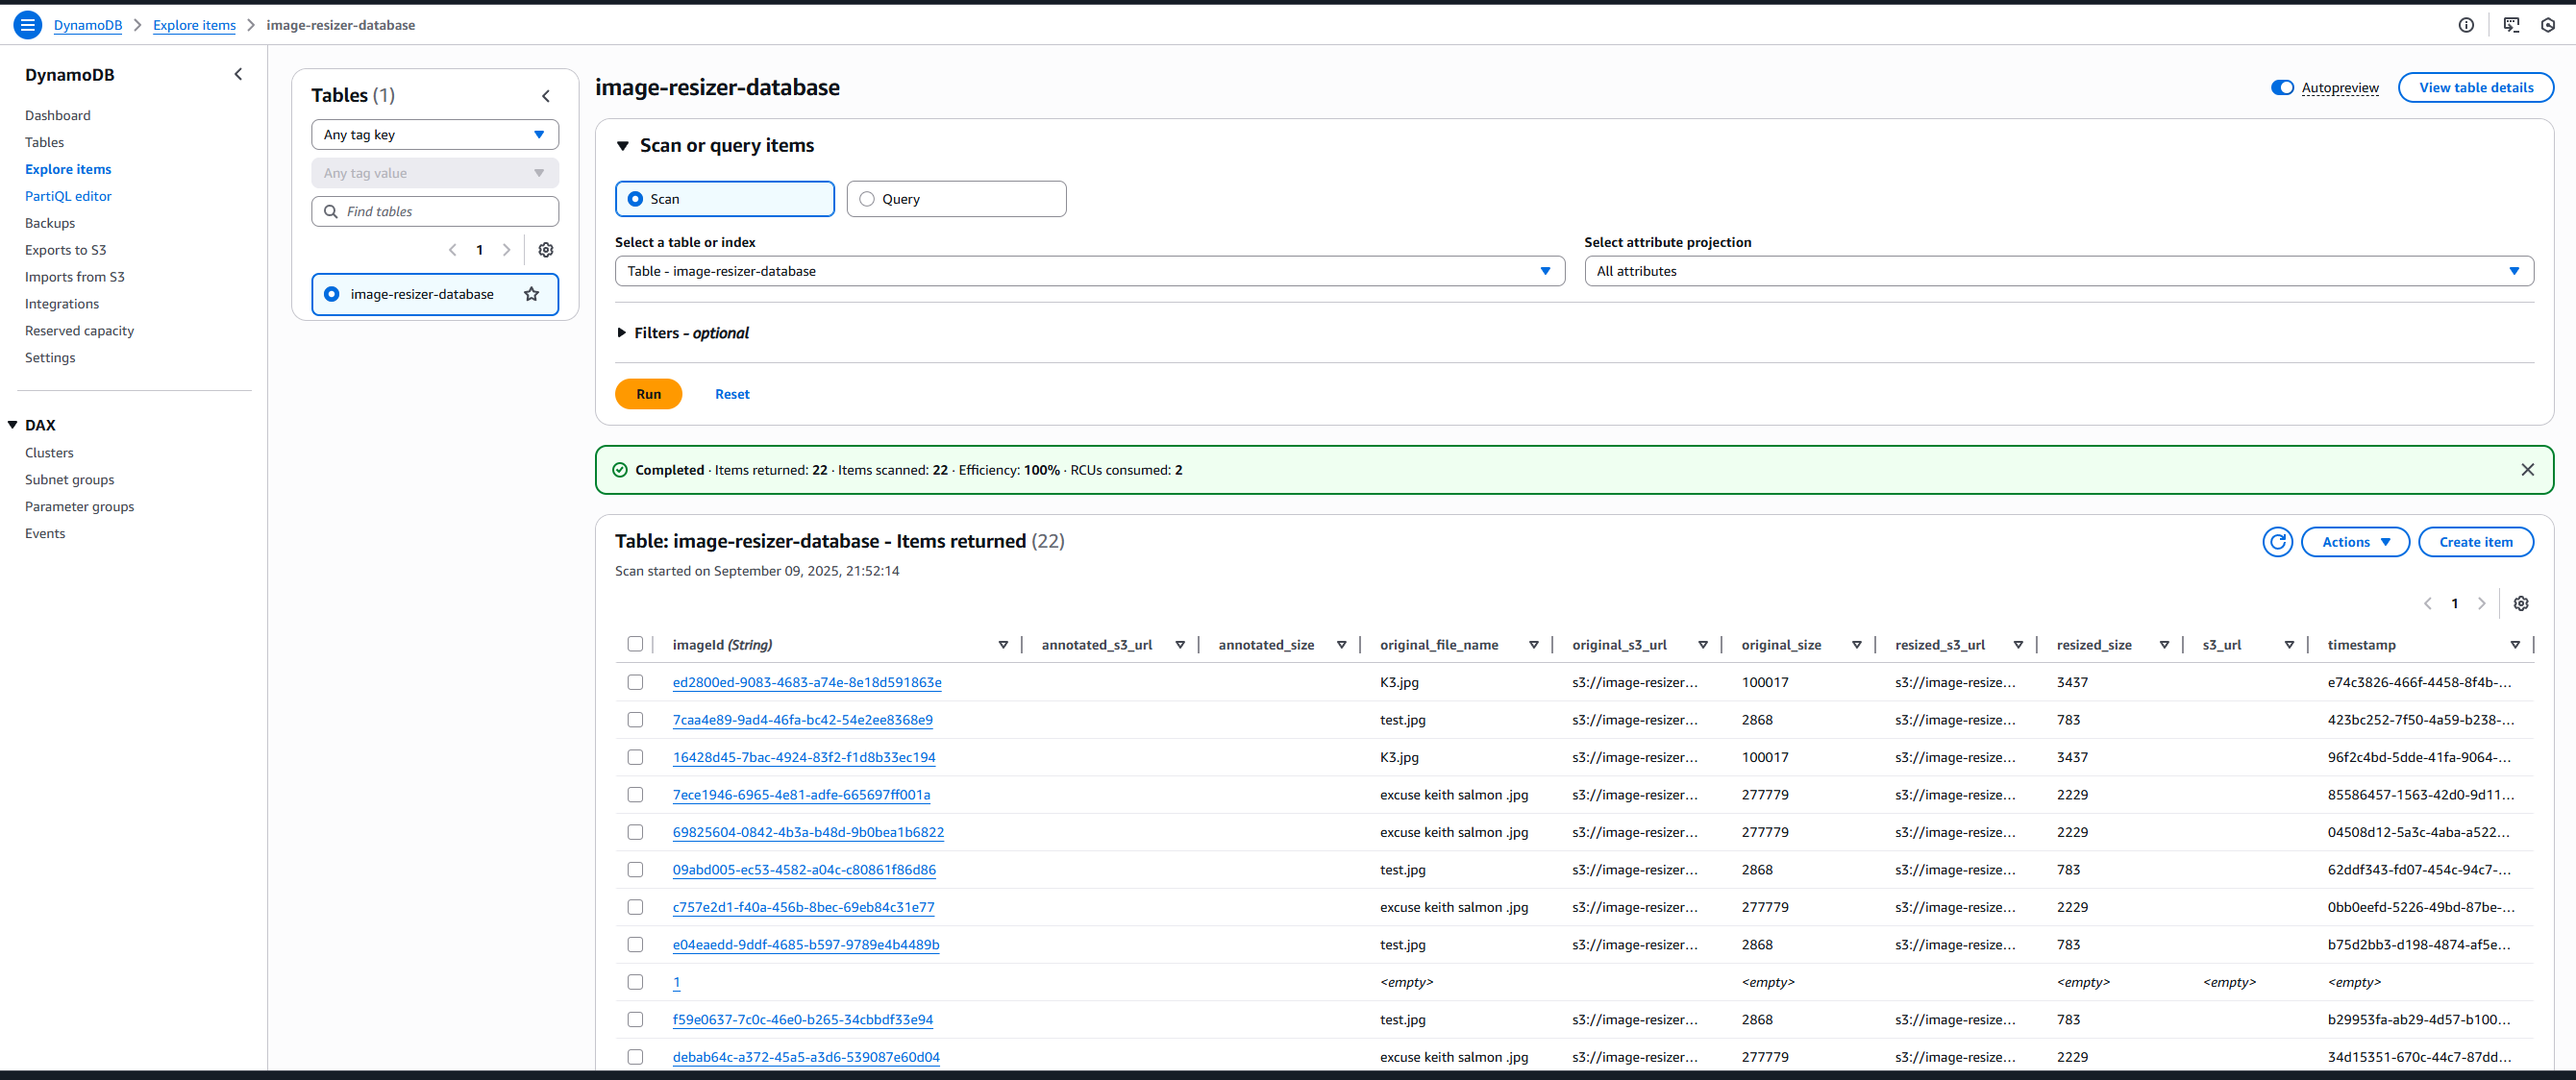 DynamoDB > Explore items > image-resizer-database
DynamoDB
Dashboard
Tables
Explore items
PartiQL editor
Backups
Exports to S3
Imports from S3
Integrations
Reserved capacity
Settings
DAX
Clusters
Subnet groups
Parameter groups
Events
Tables (1)
Any tag key
Any tag value
Find tables
1
image-resizer-database
image-resizer-database
Autopreview
View table details
Scan or query items
Scan
Query
Select a table or index
Table - image-resizer-database
Select attribute projection
All attributes
Filters - optional
Run
Reset
Completed · Items returned: 22 · Items scanned: 22 · Efficiency: 100% · RCUs consumed: 2
Table: image-resizer-database - Items returned (22)
Scan started on September 09, 2025, 21:52:14
Actions
Create item
1
imageId (String) annotated_s3_url annotated_size original_file_name original_s3_url original_size resized_s3_url resized_size s3_url timestamp
ed2800ed-9083-4683-a74e-8e18d591863e K3.jpg s3://image-resizer... 100017 s3://image-resize... 3437 e74c3826-466f-4458-8f4b-...
7caa4e89-9ad4-46fa-bc42-54e2ee8368e9 test.jpg s3://image-resizer... 2868 s3://image-resize... 783 423bc252-7f50-4a59-b238-...
16428d45-7bac-4924-83f2-f1d8b33ec194 K3.jpg s3://image-resizer... 100017 s3://image-resize... 3437 96f2c4bd-5dde-41fa-9064-...
7ece1946-6965-4e81-adfe-665697ff001a excuse keith salmon .jpg s3://image-resizer... 277779 s3://image-resize... 2229 85586457-1563-42d0-9d11...
69825604-0842-4b3a-b48d-9b0bea1b6822 excuse keith salmon .jpg s3://image-resizer... 277779 s3://image-resize... 2229 04508d12-5a3c-4aba-a522...
09abd005-ec53-4582-a04c-c80861f86d86 test.jpg s3://image-resizer... 2868 s3://image-resize... 783 62ddf343-fd07-454c-94c7-...
c757e2d1-f40a-456b-8bec-69eb84c31e77 excuse keith salmon .jpg s3://image-resizer... 277779 s3://image-resize... 2229 0bb0eefd-5226-49bd-87be-...
e04eaedd-9ddf-4685-b597-9789e4b4489b test.jpg s3://image-resizer... 2868 s3://image-resize... 783 b75d2bb3-d198-4874-af5e...
1 <empty> <empty> <empty> <empty> <empty>
f59e0637-7c0c-46e0-b265-34cbbdf33e94 test.jpg s3://image-resizer... 2868 s3://image-resize... 783 b29953fa-ab29-4d57-b100...
debab64c-a372-45a5-a3d6-539087e60d04 excuse keith salmon .jpg s3://image-resizer... 277779 s3://image-resize... 2229 34d15351-670c-44c7-87dd...